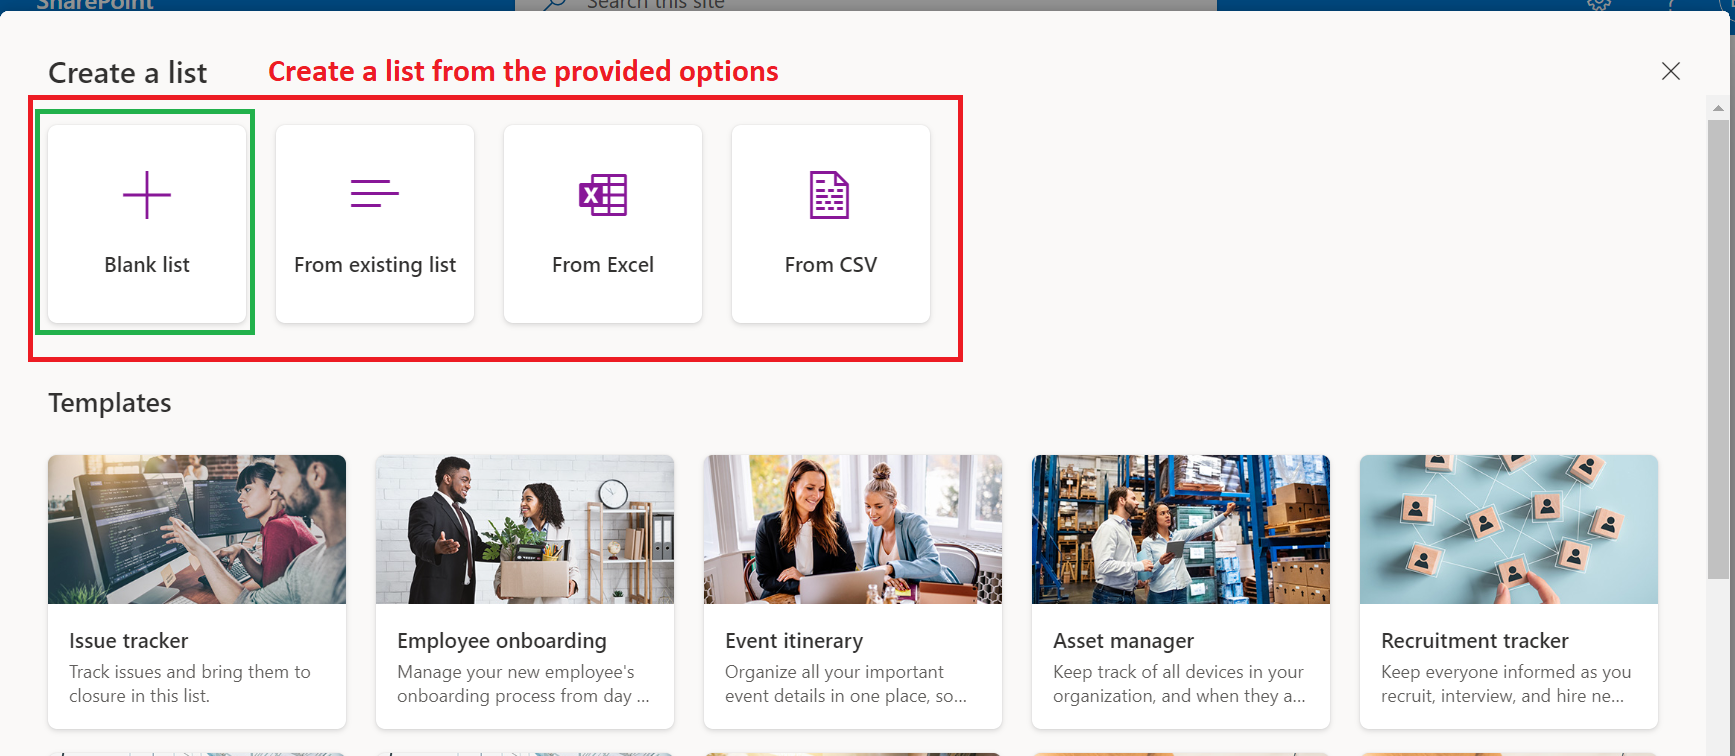 SharePoint
Search this site
Create a list
Create a list from the provided options
Blank list
From existing list
From Excel
From CSV
Templates
Issue tracker
Track issues and bring them to
closure in this list.
Employee onboarding
Manage your new employee's
onboarding process from day ...
Event itinerary
Organize all your important
event details in one place, so...
Asset manager
Keep track of all devices in your
organization, and when they a...
Recruitment tracker
Keep everyone informed as you
recruit, interview, and hire ne...